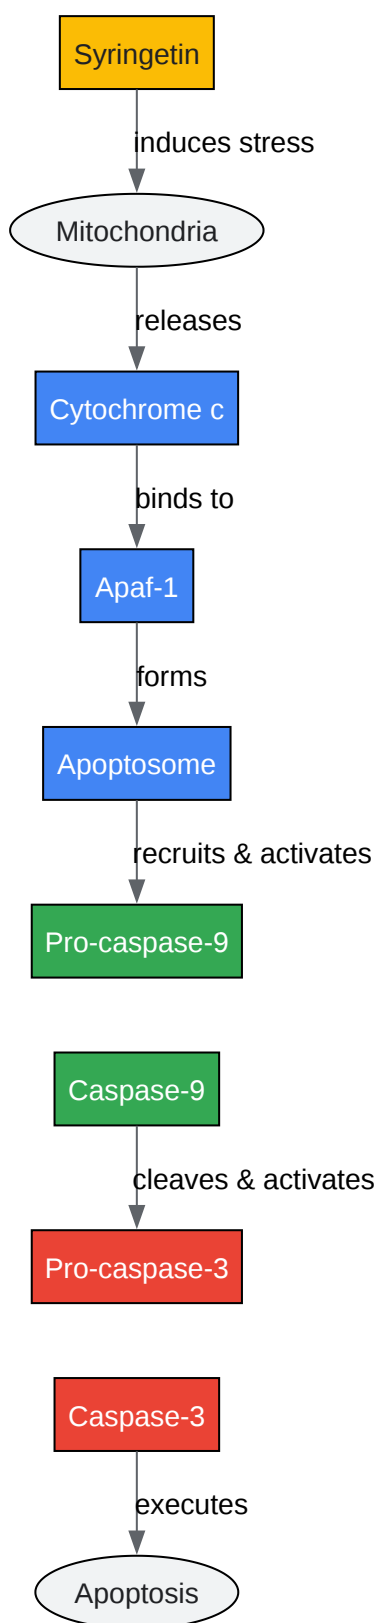 Syringetin
induces stress
Mitochondria
releases
Cytochrome c
binds to
Apaf-1
forms
Apoptosome
recruits & activates
Pro-caspase-9
Caspase-9
cleaves & activates
Pro-caspase-3
Caspase-3
executes
Apoptosis